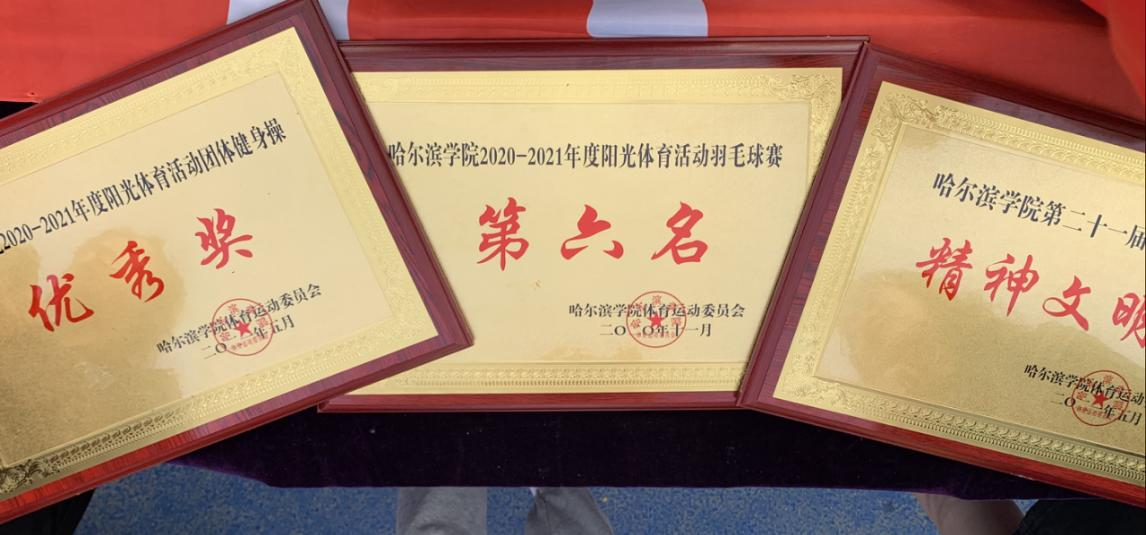 2020-2021年度阳光体育活动团体健身操
优秀奖
哈尔滨学院体育运动委员会
二〇二一年五月
哈尔滨学院2020-2021年度阳光体育活动羽毛球赛
第六名
哈尔滨学院体育运动委员会
二〇二〇年十一月
哈尔滨学院第二十一届
精神文明
哈尔滨学院体育运动
年五月